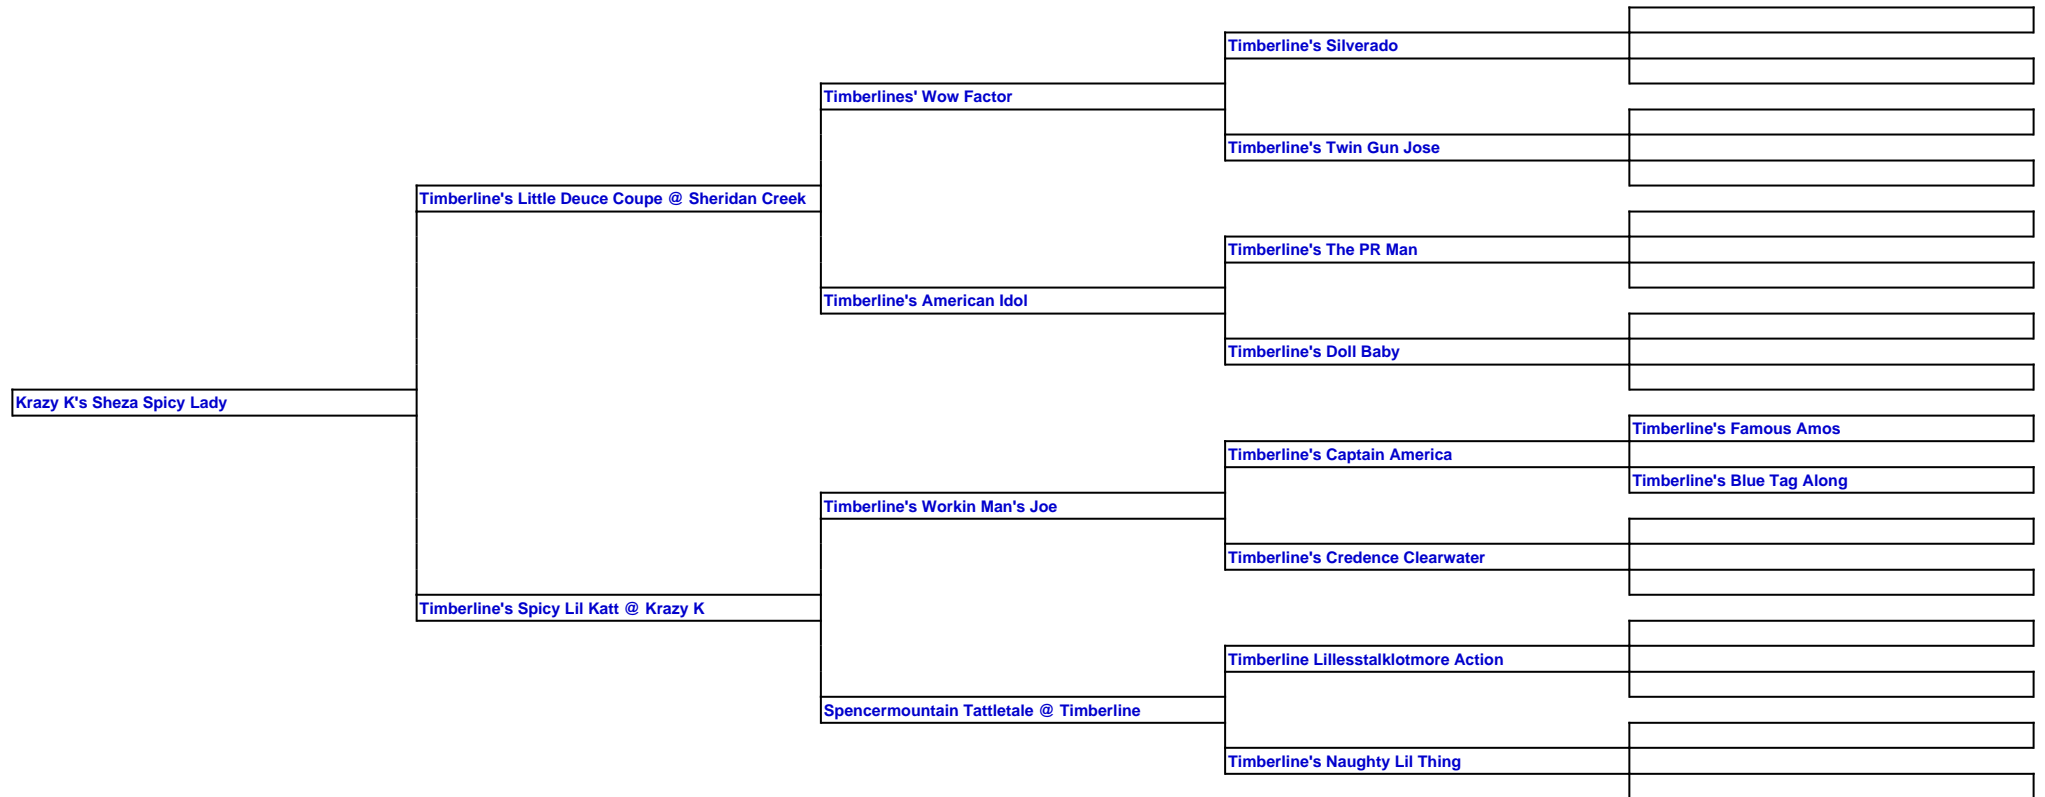 Timberline's Silverado
Timberlines' Wow Factor
Timberline's Twin Gun Jose
Timberline's Little Deuce Coupe @ Sheridan Creek
Timberline's The PR Man
Timberline's American Idol
Timberline's Doll Baby
Krazy K's Sheza Spicy Lady
Timberline's Famous Amos
Timberline's Captain America
Timberline's Blue Tag Along
Timberline's Workin Man's Joe
Timberline's Credence Clearwater
Timberline's Spicy Lil Katt @ Krazy K
Timberline Lillesstalklotmore Action
Spencermountain Tattletale @ Timberline
Timberline's Naughty Lil Thing